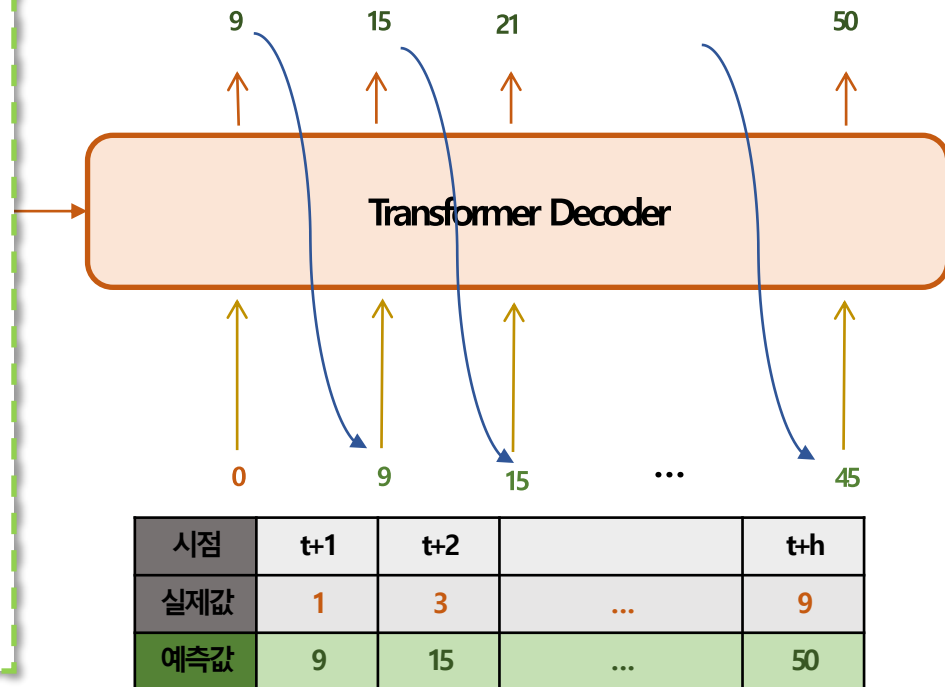 9 15 21 50
Transformer Decoder
0 9 15 ... 45
시점 t+1 t+2 t+h
실제값 1 3 ... 9
예측값 9 15 ... 50